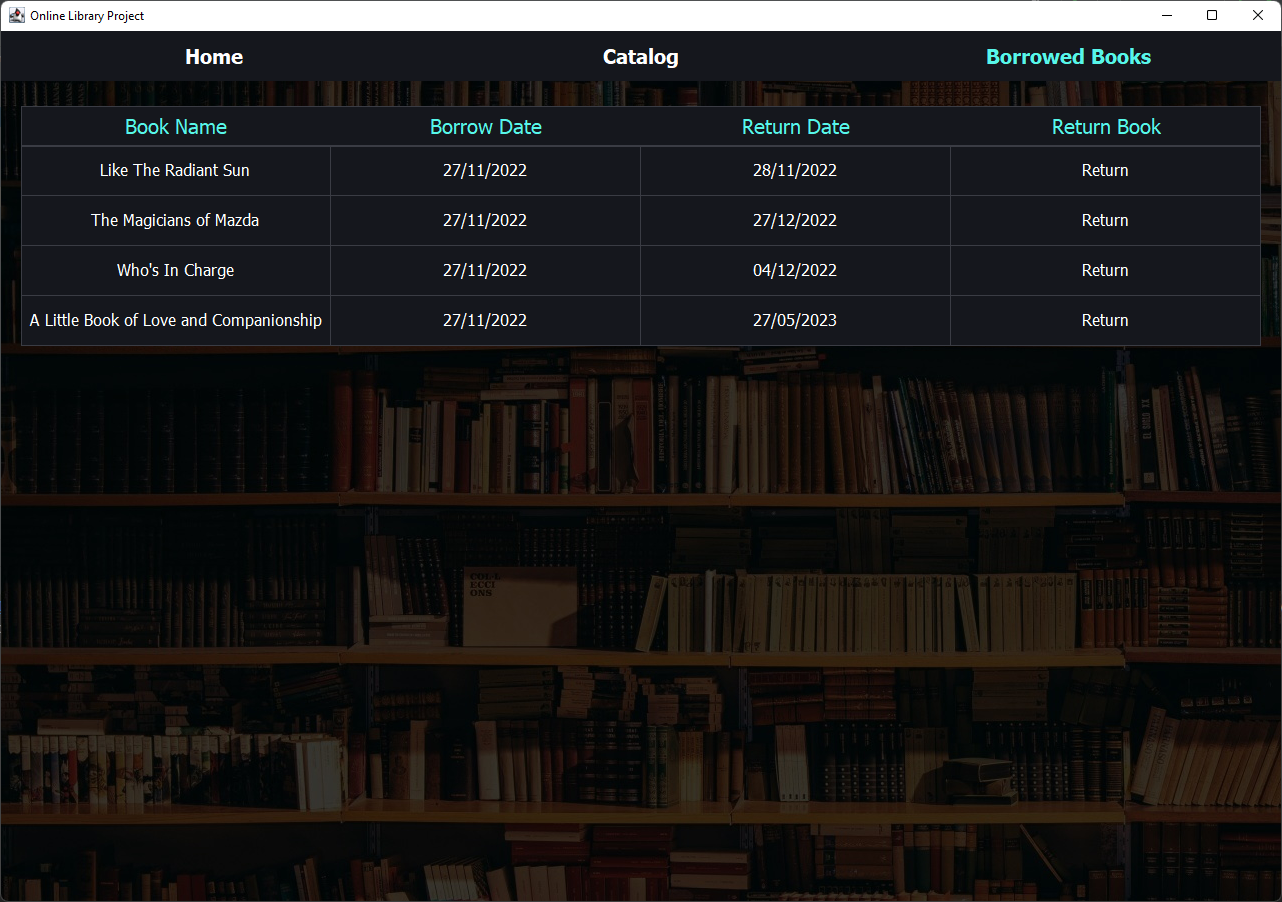 Online Library Project
Home Catalog Borrowed Books
Book Name Borrow Date Return Date Return Book
Like The Radiant Sun 27/11/2022 28/11/2022 Return
The Magicians of Mazda 27/11/2022 27/12/2022 Return
Who's In Charge 27/11/2022 04/12/2022 Return
A Little Book of Love and Companionship 27/11/2022 27/05/2023 Return